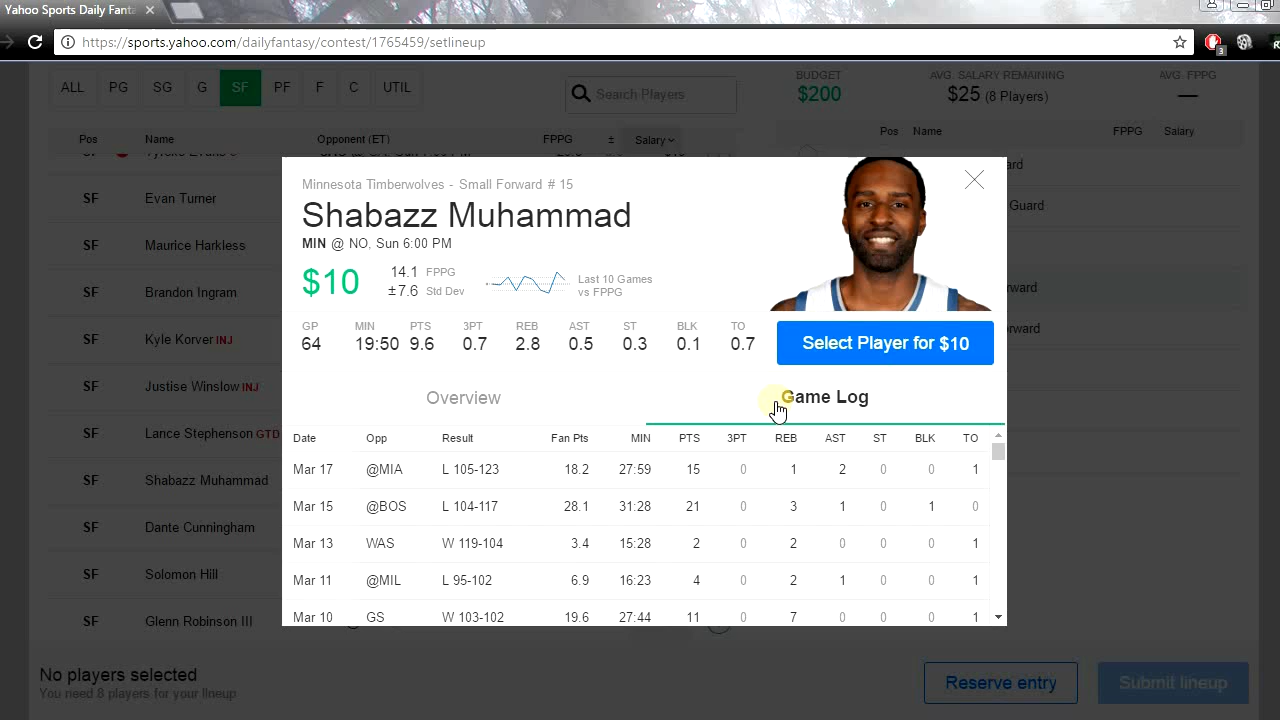 Yahoo Sports Daily Fanta
https://sports.yahoo.com/dailyfantasy/contest/1765459/setlineup
3
ALL PG SG G SF PF F C UTIL
Search Players
BUDGET AVG. SALARY REMAINING AVG. FPPG
$200 $25 (8 Players) —
Pos Name Opponent (ET) FPPG ± Salary
Pos Name FPPG Salary
SF Evan Turner
SF Maurice Harkless
SF Brandon Ingram
SF Kyle Korver INJ
SF Justise Winslow INJ
SF Lance Stephenson GTD
SF Shabazz Muhammad
SF Dante Cunningham
SF Solomon Hill
SF Glenn Robinson III
Guard
Minnesota Timberwolves - Small Forward # 15
Shabazz Muhammad
MIN @ NO, Sun 6:00 PM
$10
14.1 FPPG
±7.6 Std Dev
Last 10 Games
vs FPPG
GP MIN PTS 3PT REB AST ST BLK TO
64 19:50 9.6 0.7 2.8 0.5 0.3 0.1 0.7
Select Player for $10
Overview Game Log
Date Opp Result Fan Pts MIN PTS 3PT REB AST ST BLK TO
Mar 17 @MIA L 105-123 18.2 27:59 15 0 1 2 0 0 1
Mar 15 @BOS L 104-117 28.1 31:28 21 0 3 1 0 1 0
Mar 13 WAS W 119-104 3.4 15:28 2 0 2 0 0 0 1
Mar 11 @MIL L 95-102 6.9 16:23 4 0 2 1 0 0 1
Mar 10 GS W 103-102 19.6 27:44 11 0 7 0 0 0 1
No players selected
You need 8 players for your lineup
Reserve entry
Submit lineup